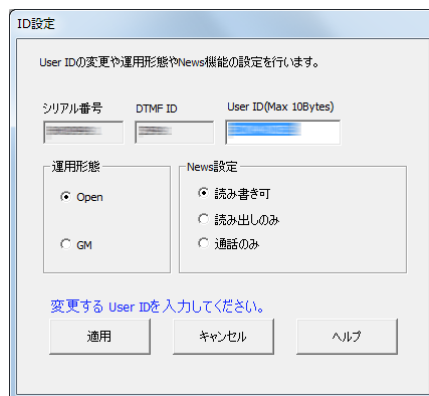 ID設定
User IDの変更や運用形態やNews機能の設定を行います。
シリアル番号 DTMF ID User ID(Max 10Bytes)
運用形態 News設定
Open 読み書き可
読み出しのみ
GM 通話のみ
変更する User IDを入力してください。
適用 キャンセル ヘルプ